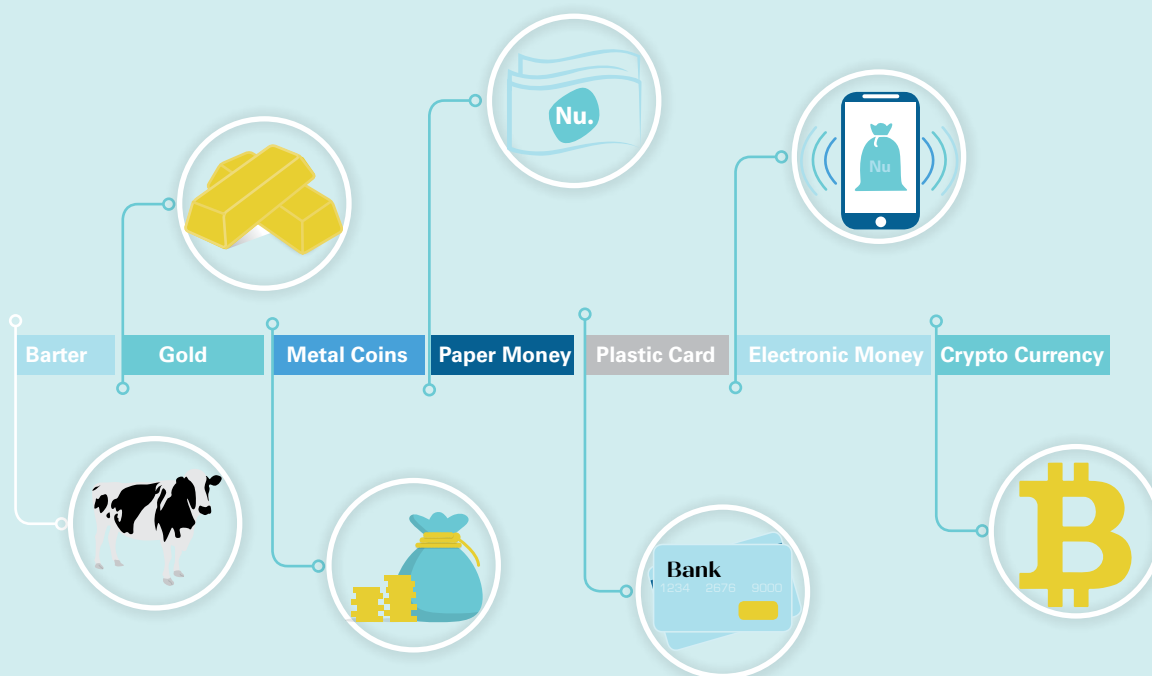 Nu.
Nu
Barter
Gold
Metal Coins
Paper Money
Plastic Card
Electronic Money
Crypto Currency
Bank
1234 2676 9000